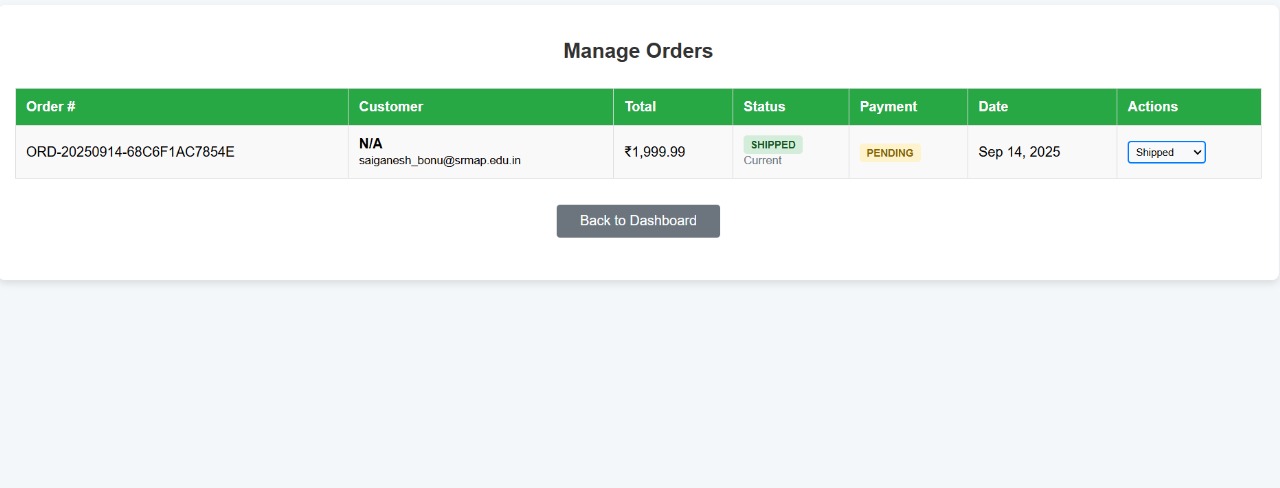 Manage Orders
Order # Customer Total Status Payment Date Actions
ORD-20250914-68C6F1AC7854E N/A ₹1,999.99 SHIPPED PENDING Sep 14, 2025 Shipped
saiganesh_bonu@srmap.edu.in Current
Back to Dashboard